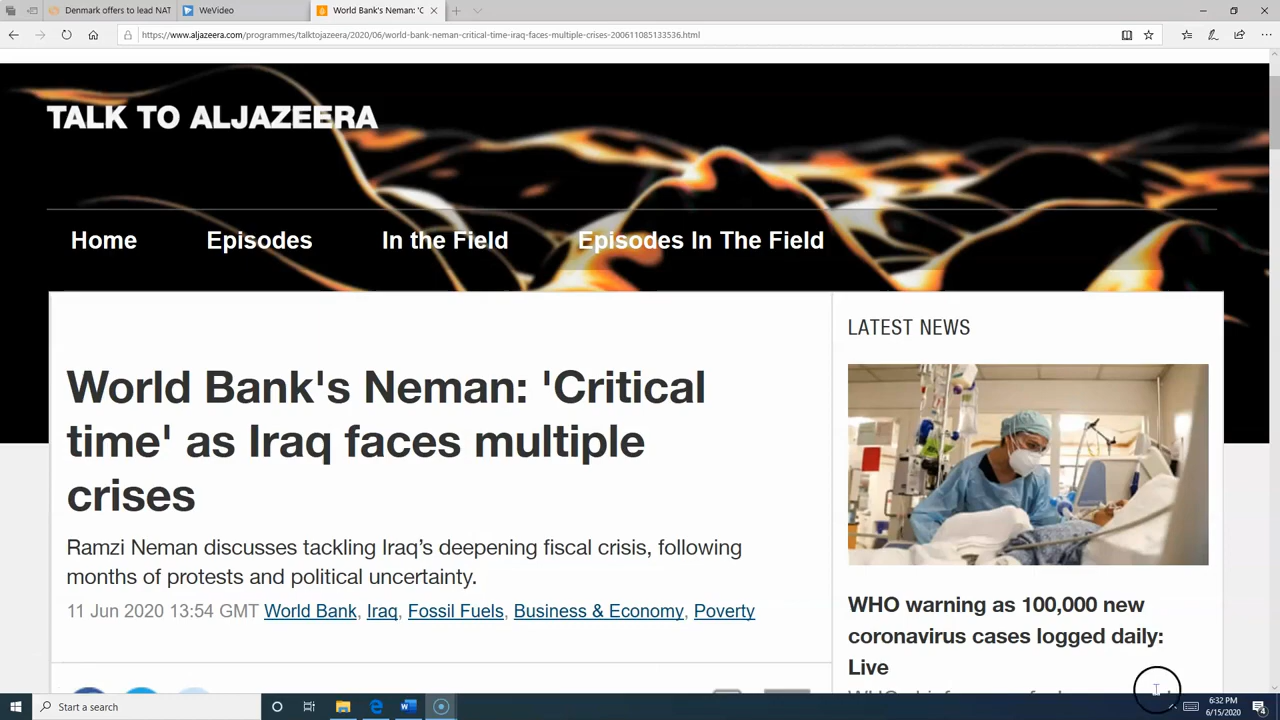 Denmark offers to lead NAT
WeVideo
World Bank's Neman: 'C
https://www.aljazeera.com/programmes/talktojazeera/2020/06/world-bank-neman-critical-time-iraq-faces-multiple-crises-200611085133536.html
TALK TO ALJAZEERA
Home Episodes In the Field Episodes In The Field
World Bank's Neman: 'Critical
time' as Iraq faces multiple
crises
Ramzi Neman discusses tackling Iraq’s deepening fiscal crisis, following
months of protests and political uncertainty.
11 Jun 2020 13:54 GMT World Bank, Iraq, Fossil Fuels, Business & Economy, Poverty
LATEST NEWS
WHO warning as 100,000 new
coronavirus cases logged daily:
Live
Start a search
6:32 PM
6/15/2020
4